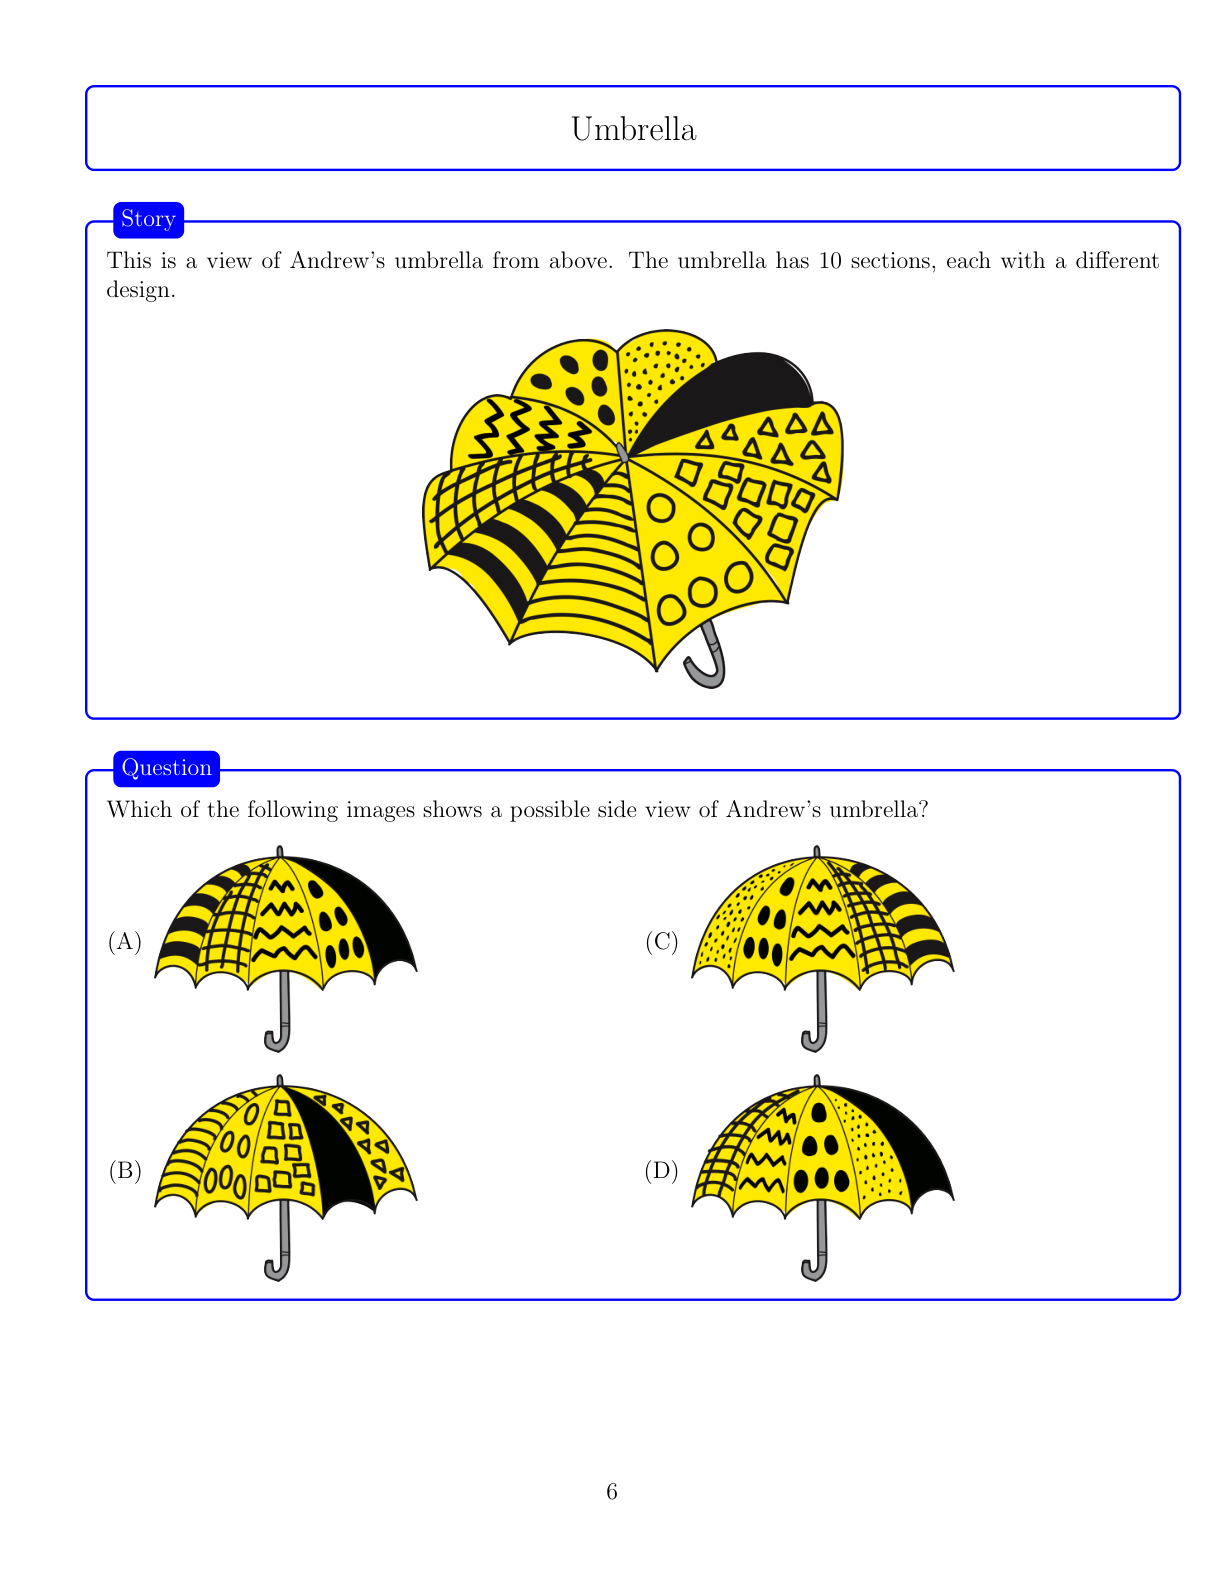 Umbrella
Story
This is a view of Andrew's umbrella from above. The umbrella has 10 sections, each with a different
design.
Question
Which of the following images shows a possible side view of Andrew's umbrella?
(A)
(C)
(B)
(D)
6